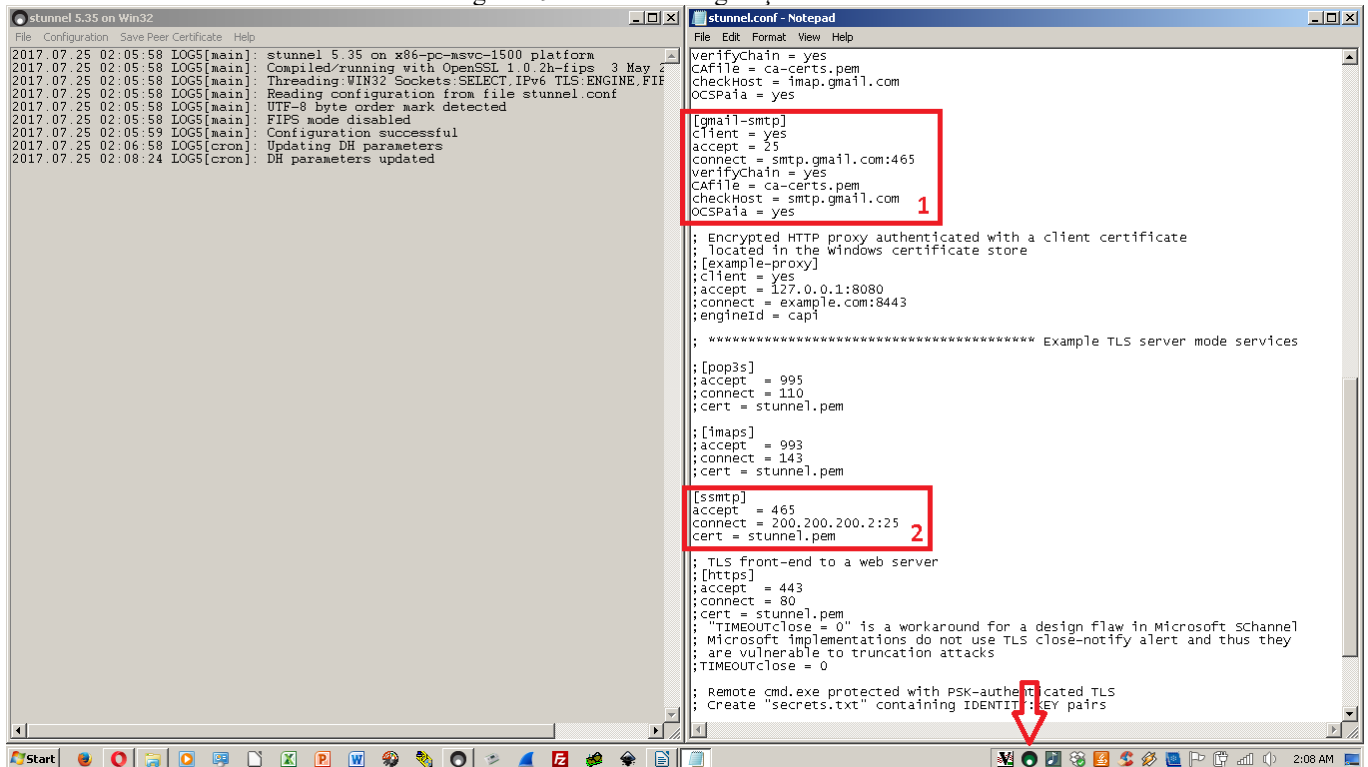 stunnel 5.35 on Win32
File Configuration Save Peer Certificate Help
2017.07.25 02:05:58 LOG5[main]: stunnel 5.35 on x86-pc-msvc-1500 platform
2017.07.25 02:05:58 LOG5[main]: Compiled/running with OpenSSL 1.0.2h-fips 3 May 2
2017.07.25 02:05:58 LOG5[main]: Threading:WIN32 Sockets:SELECT,IPv6 TLS:ENGINE,FIP
2017.07.25 02:05:58 LOG5[main]: Reading configuration from file stunnel.conf
2017.07.25 02:05:58 LOG5[main]: UTF-8 byte order mark detected
2017.07.25 02:05:58 LOG5[main]: FIPS mode disabled
2017.07.25 02:05:59 LOG5[main]: Configuration successful
2017.07.25 02:06:58 LOG5[cron]: Updating DH parameters
2017.07.25 02:08:24 LOG5[cron]: DH parameters updated
stunnel.conf - Notepad
File Edit Format View Help
verifyChain = yes
CAfile = ca-certs.pem
checkHost = imap.gmail.com
OCSPaia = yes
[gmail-smtp]
client = yes
accept = 25
connect = smtp.gmail.com:465
verifyChain = yes
CAfile = ca-certs.pem
checkHost = smtp.gmail.com
OCSPaia = yes
1
; Encrypted HTTP proxy authenticated with a client certificate
; located in the Windows certificate store
;[example-proxy]
;client = yes
;accept = 127.0.0.1:8080
;connect = example.com:8443
;engineId = capi
; ***************************************** Example TLS server mode services
;[pop3s]
;accept  = 995
;connect = 110
;cert = stunnel.pem
;[imaps]
;accept  = 993
;connect = 143
;cert = stunnel.pem
[ssmtp]
accept  = 465
connect = 200.200.200.2:25
cert = stunnel.pem
2
; TLS front-end to a web server
;[https]
;accept  = 443
;connect = 80
;cert = stunnel.pem
; "TIMEOUTclose = 0" is a workaround for a design flaw in Microsoft SChannel
; Microsoft implementations do not use TLS close-notify alert and thus they
; are vulnerable to truncation attacks
;TIMEOUTclose = 0
; Remote cmd.exe protected with PSK-authenticated TLS
; Create "secrets.txt" containing IDENTITY:KEY pairs
Start
2:08 AM